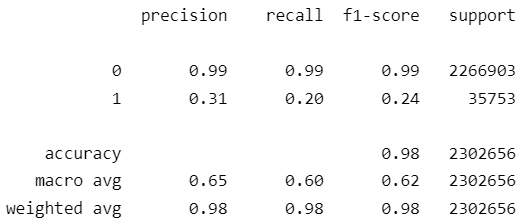 precision recall f1-score support
0 0.99 0.99 0.99 2266903
1 0.31 0.20 0.24 35753
accuracy 0.98 2302656
macro avg 0.65 0.60 0.62 2302656
weighted avg 0.98 0.98 0.98 2302656